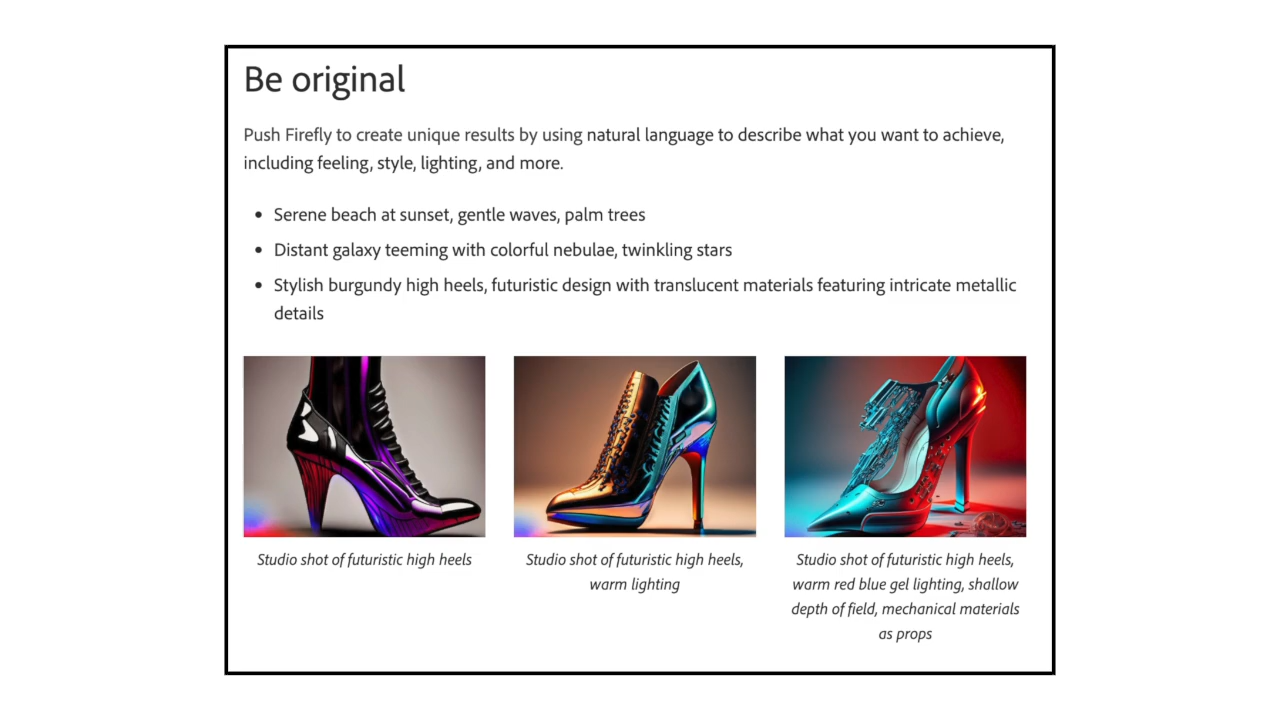 Be original
Push Firefly to create unique results by using natural language to describe what you want to achieve,
including feeling, style, lighting, and more.
• Serene beach at sunset, gentle waves, palm trees
• Distant galaxy teeming with colorful nebulae, twinkling stars
• Stylish burgundy high heels, futuristic design with translucent materials featuring intricate metallic
details
Studio shot of futuristic high heels
Studio shot of futuristic high heels,
warm lighting
Studio shot of futuristic high heels,
warm red blue gel lighting, shallow
depth of field, mechanical materials
as props